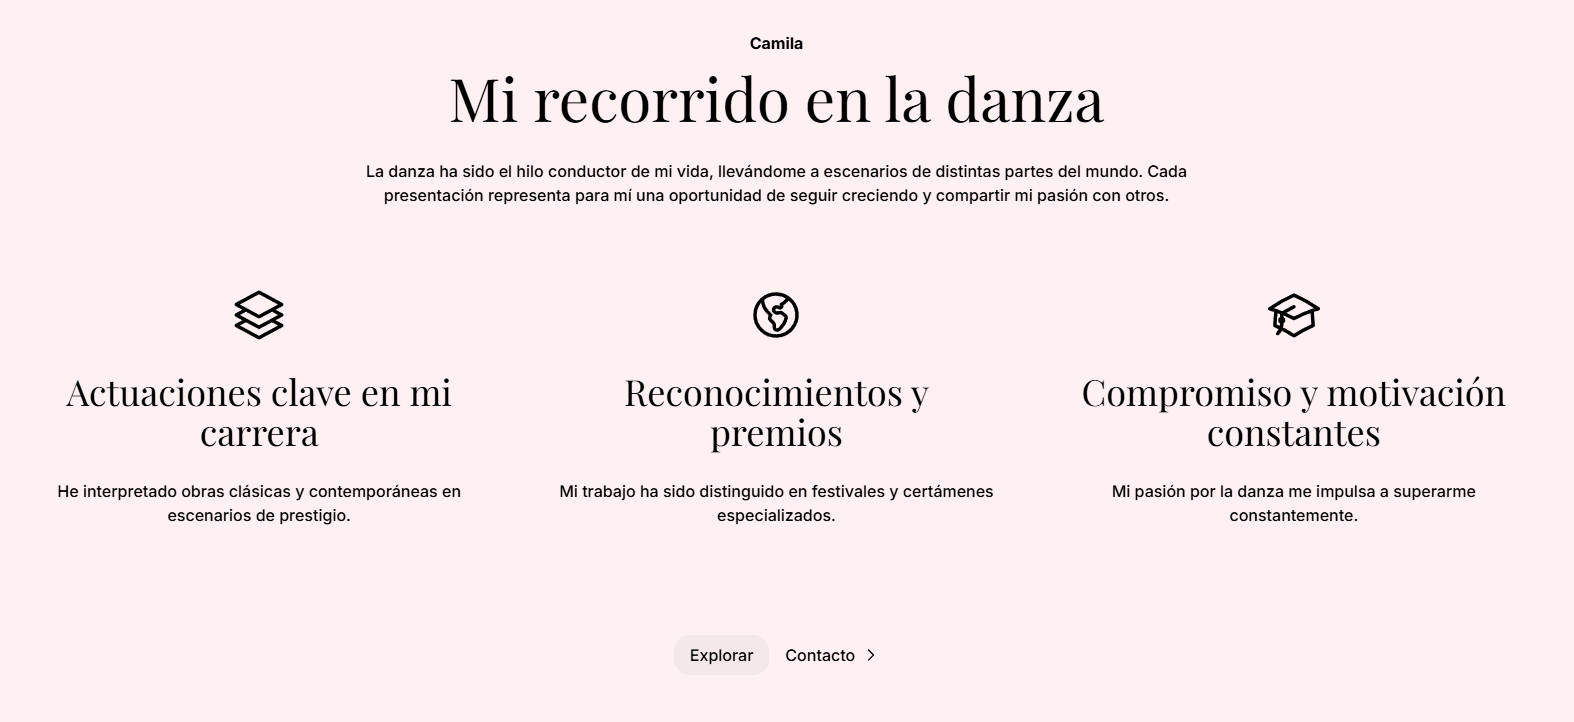 Camila
Mi recorrido en la danza
La danza ha sido el hilo conductor de mi vida, llevándome a escenarios de distintas partes del mundo. Cada
presentación representa para mí una oportunidad de seguir creciendo y compartir mi pasión con otros.
Actuaciones clave en mi
carrera
He interpretado obras clásicas y contemporáneas en
escenarios de prestigio.
Reconocimientos y
premios
Mi trabajo ha sido distinguido en festivales y certámenes
especializados.
Compromiso y motivación
constantes
Mi pasión por la danza me impulsa a superarme
constantemente.
Explorar
Contacto